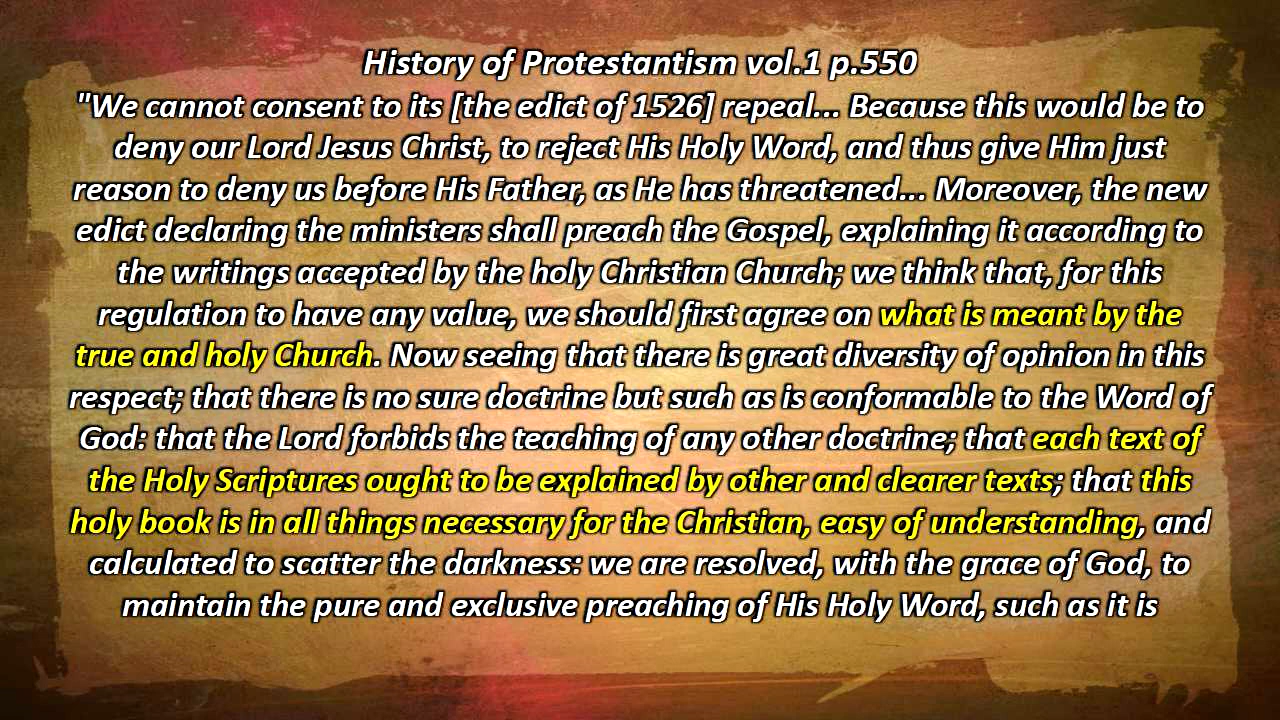 History of Protestantism vol.1 p.550
"We cannot consent to its [the edict of 1526] repeal... Because this would be to
deny our Lord Jesus Christ, to reject His Holy Word, and thus give Him just
reason to deny us before His Father, as He has threatened... Moreover, the new
edict declaring the ministers shall preach the Gospel, explaining it according to
the writings accepted by the holy Christian Church; we think that, for this
regulation to have any value, we should first agree on what is meant by the
true and holy Church. Now seeing that there is great diversity of opinion in this
respect; that there is no sure doctrine but such as is conformable to the Word of
God: that the Lord forbids the teaching of any other doctrine; that each text of
the Holy Scriptures ought to be explained by other and clearer texts; that this
holy book is in all things necessary for the Christian, easy of understanding, and
calculated to scatter the darkness: we are resolved, with the grace of God, to
maintain the pure and exclusive preaching of His Holy Word, such as it is